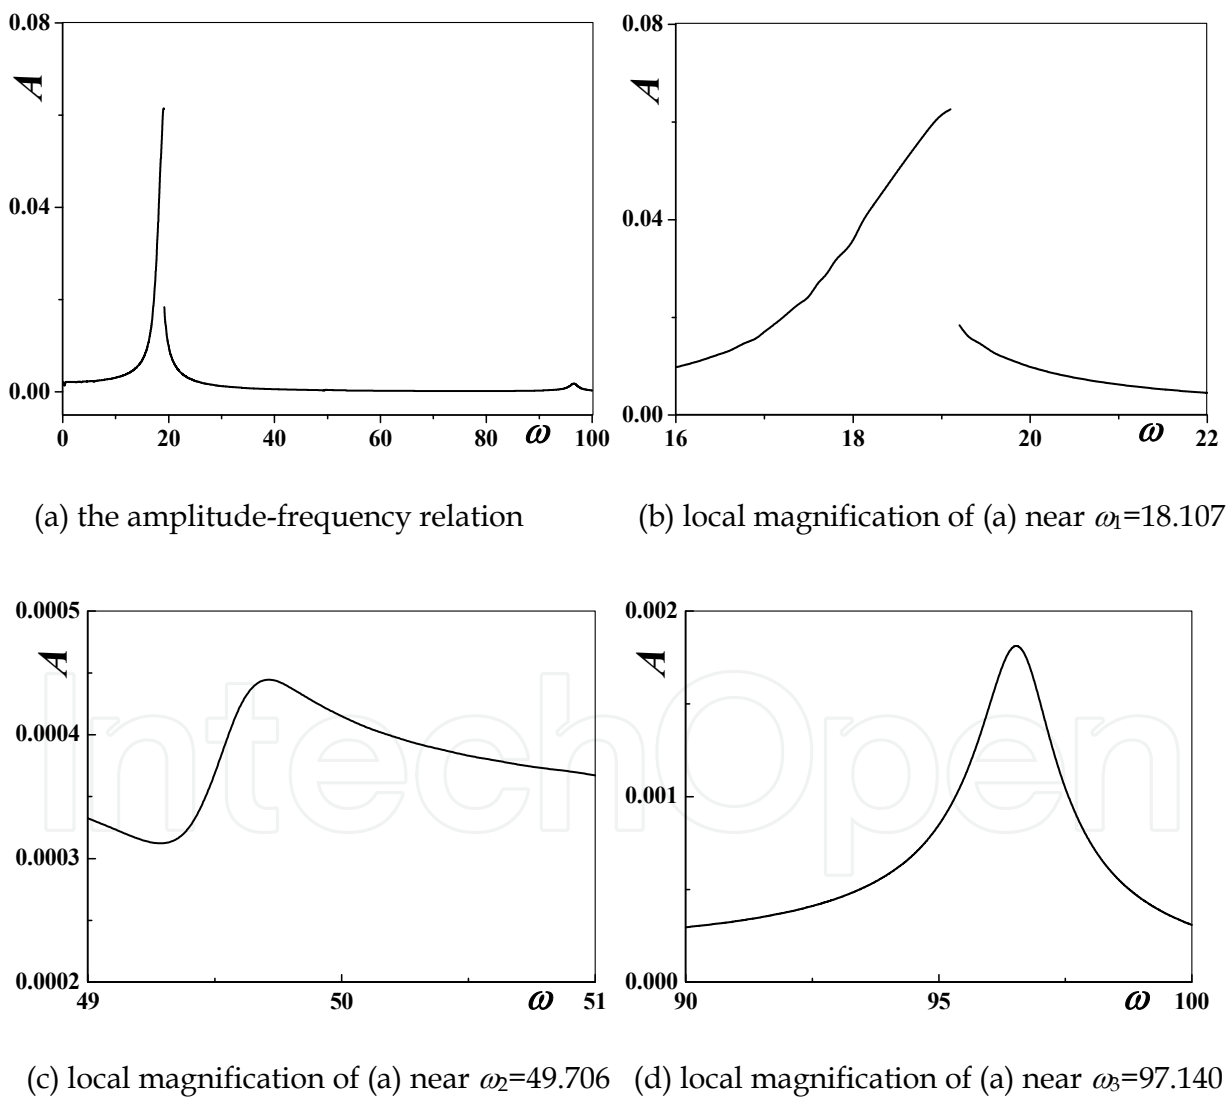 0.08
A
0.04
0.00
0 20 40 60 80 ω 100
(a) the amplitude-frequency relation
0.08
A
0.04
0.00
16 18 20 ω 22
(b) local magnification of (a) near ω1=18.107
0.0005
A
0.0004
0.0003
0.0002
49 50 ω 51
(c) local magnification of (a) near ω2=49.706
0.002
A
0.001
0.000
90 95 ω 100
(d) local magnification of (a) near ω3=97.140
IntechOpen